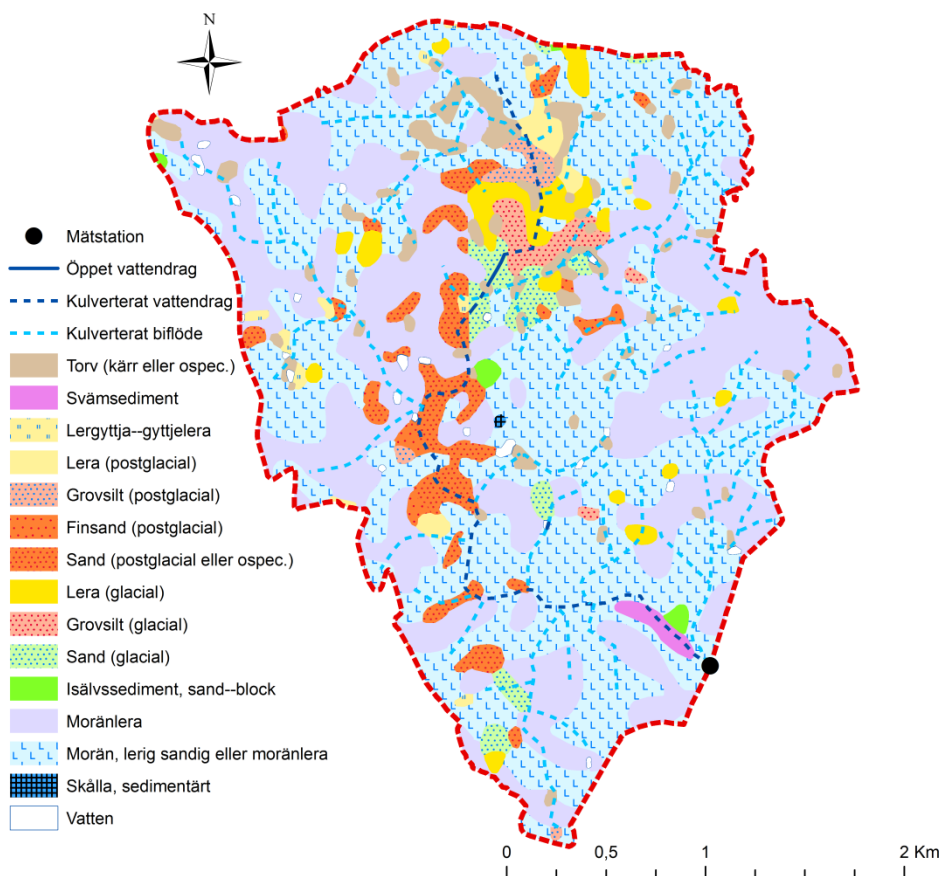 N
Mätstation
Öppet vattendrag
Kulverterat vattendrag
Kulverterat biflöde
Torv (kärr eller ospec.)
Svämsediment
Lergyttja--gyttjelera
Lera (postglacial)
Grovsilt (postglacial)
Finsand (postglacial)
Sand (postglacial eller ospec.)
Lera (glacial)
Grovsilt (glacial)
Sand (glacial)
Isälvssediment, sand--block
Moränlera
Morän, lerig sandig eller moränlera
Skålla, sedimentärt
Vatten
0 0,5 1 2 Km